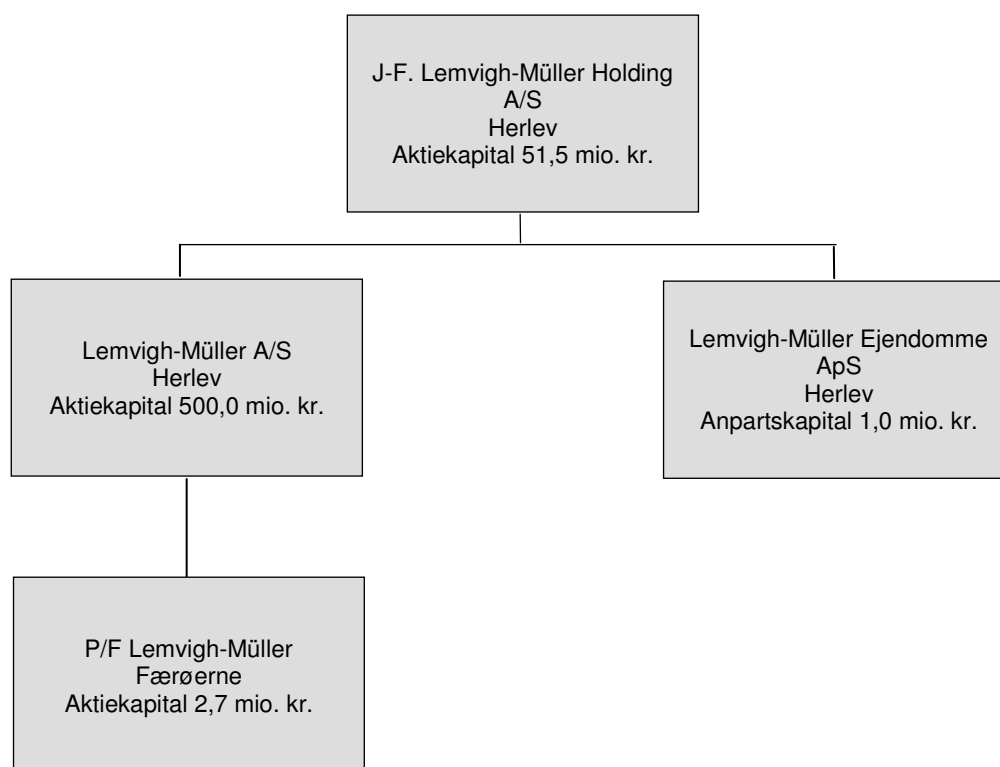 J-F. Lemvigh-Müller Holding
A/S
Herlev
Aktiekapital 51,5 mio. kr.
Lemvigh-Müller A/S
Herlev
Aktiekapital 500,0 mio. kr.
Lemvigh-Müller Ejendomme
ApS
Herlev
Anpartskapital 1,0 mio. kr.
P/F Lemvigh-Müller
Færøerne
Aktiekapital 2,7 mio. kr.